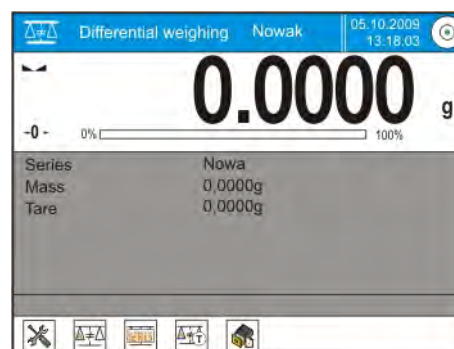 Differential weighing Nowak 05.10.2009
13:18.03
0.0000 g
-0- 0% 100%
Series Nowa
Mass 0,0000g
Tare 0,0000g
SERIES
T